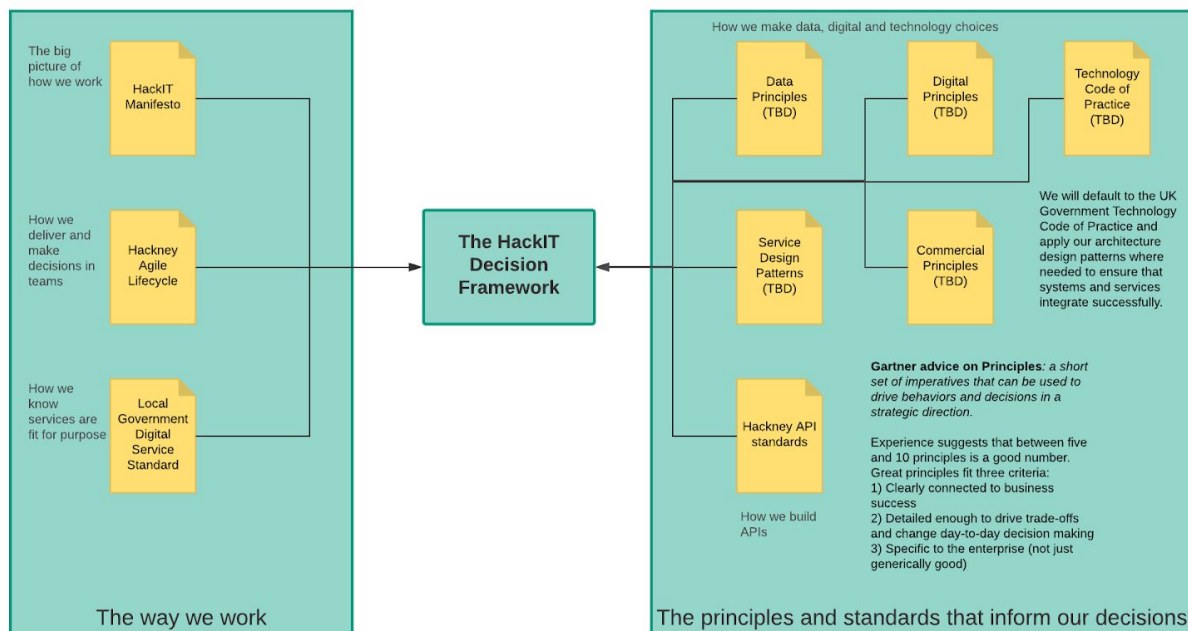 The big
picture of
how we work
HackIT
Manifesto
How we
deliver and
make
decisions in
teams
Hackney
Agile
Lifecycle
How we
know
services are
fit for purpose
Local
Government
Digital
Service
Standard
The way we work
The HackIT
Decision
Framework
How we make data, digital and technology choices
Data
Principles
(TBD)
Digital
Principles
(TBD)
Technology
Code of
Practice
(TBD)
We will default to the UK
Government Technology
Code of Practice and
apply our architecture
design patterns where
needed to ensure that
systems and services
integrate successfully.
Service
Design
Patterns
(TBD)
Commercial
Principles
(TBD)
Gartner advice on Principles: a short
set of imperatives that can be used to
drive behaviors and decisions in a
strategic direction.
Experience suggests that between five
and 10 principles is a good number.
Great principles fit three criteria:
1) Clearly connected to business
success
2) Detailed enough to drive trade-offs
and change day-to-day decision making
3) Specific to the enterprise (not just
generically good)
Hackney API
standards
How we build
APIs
The principles and standards that inform our decisions